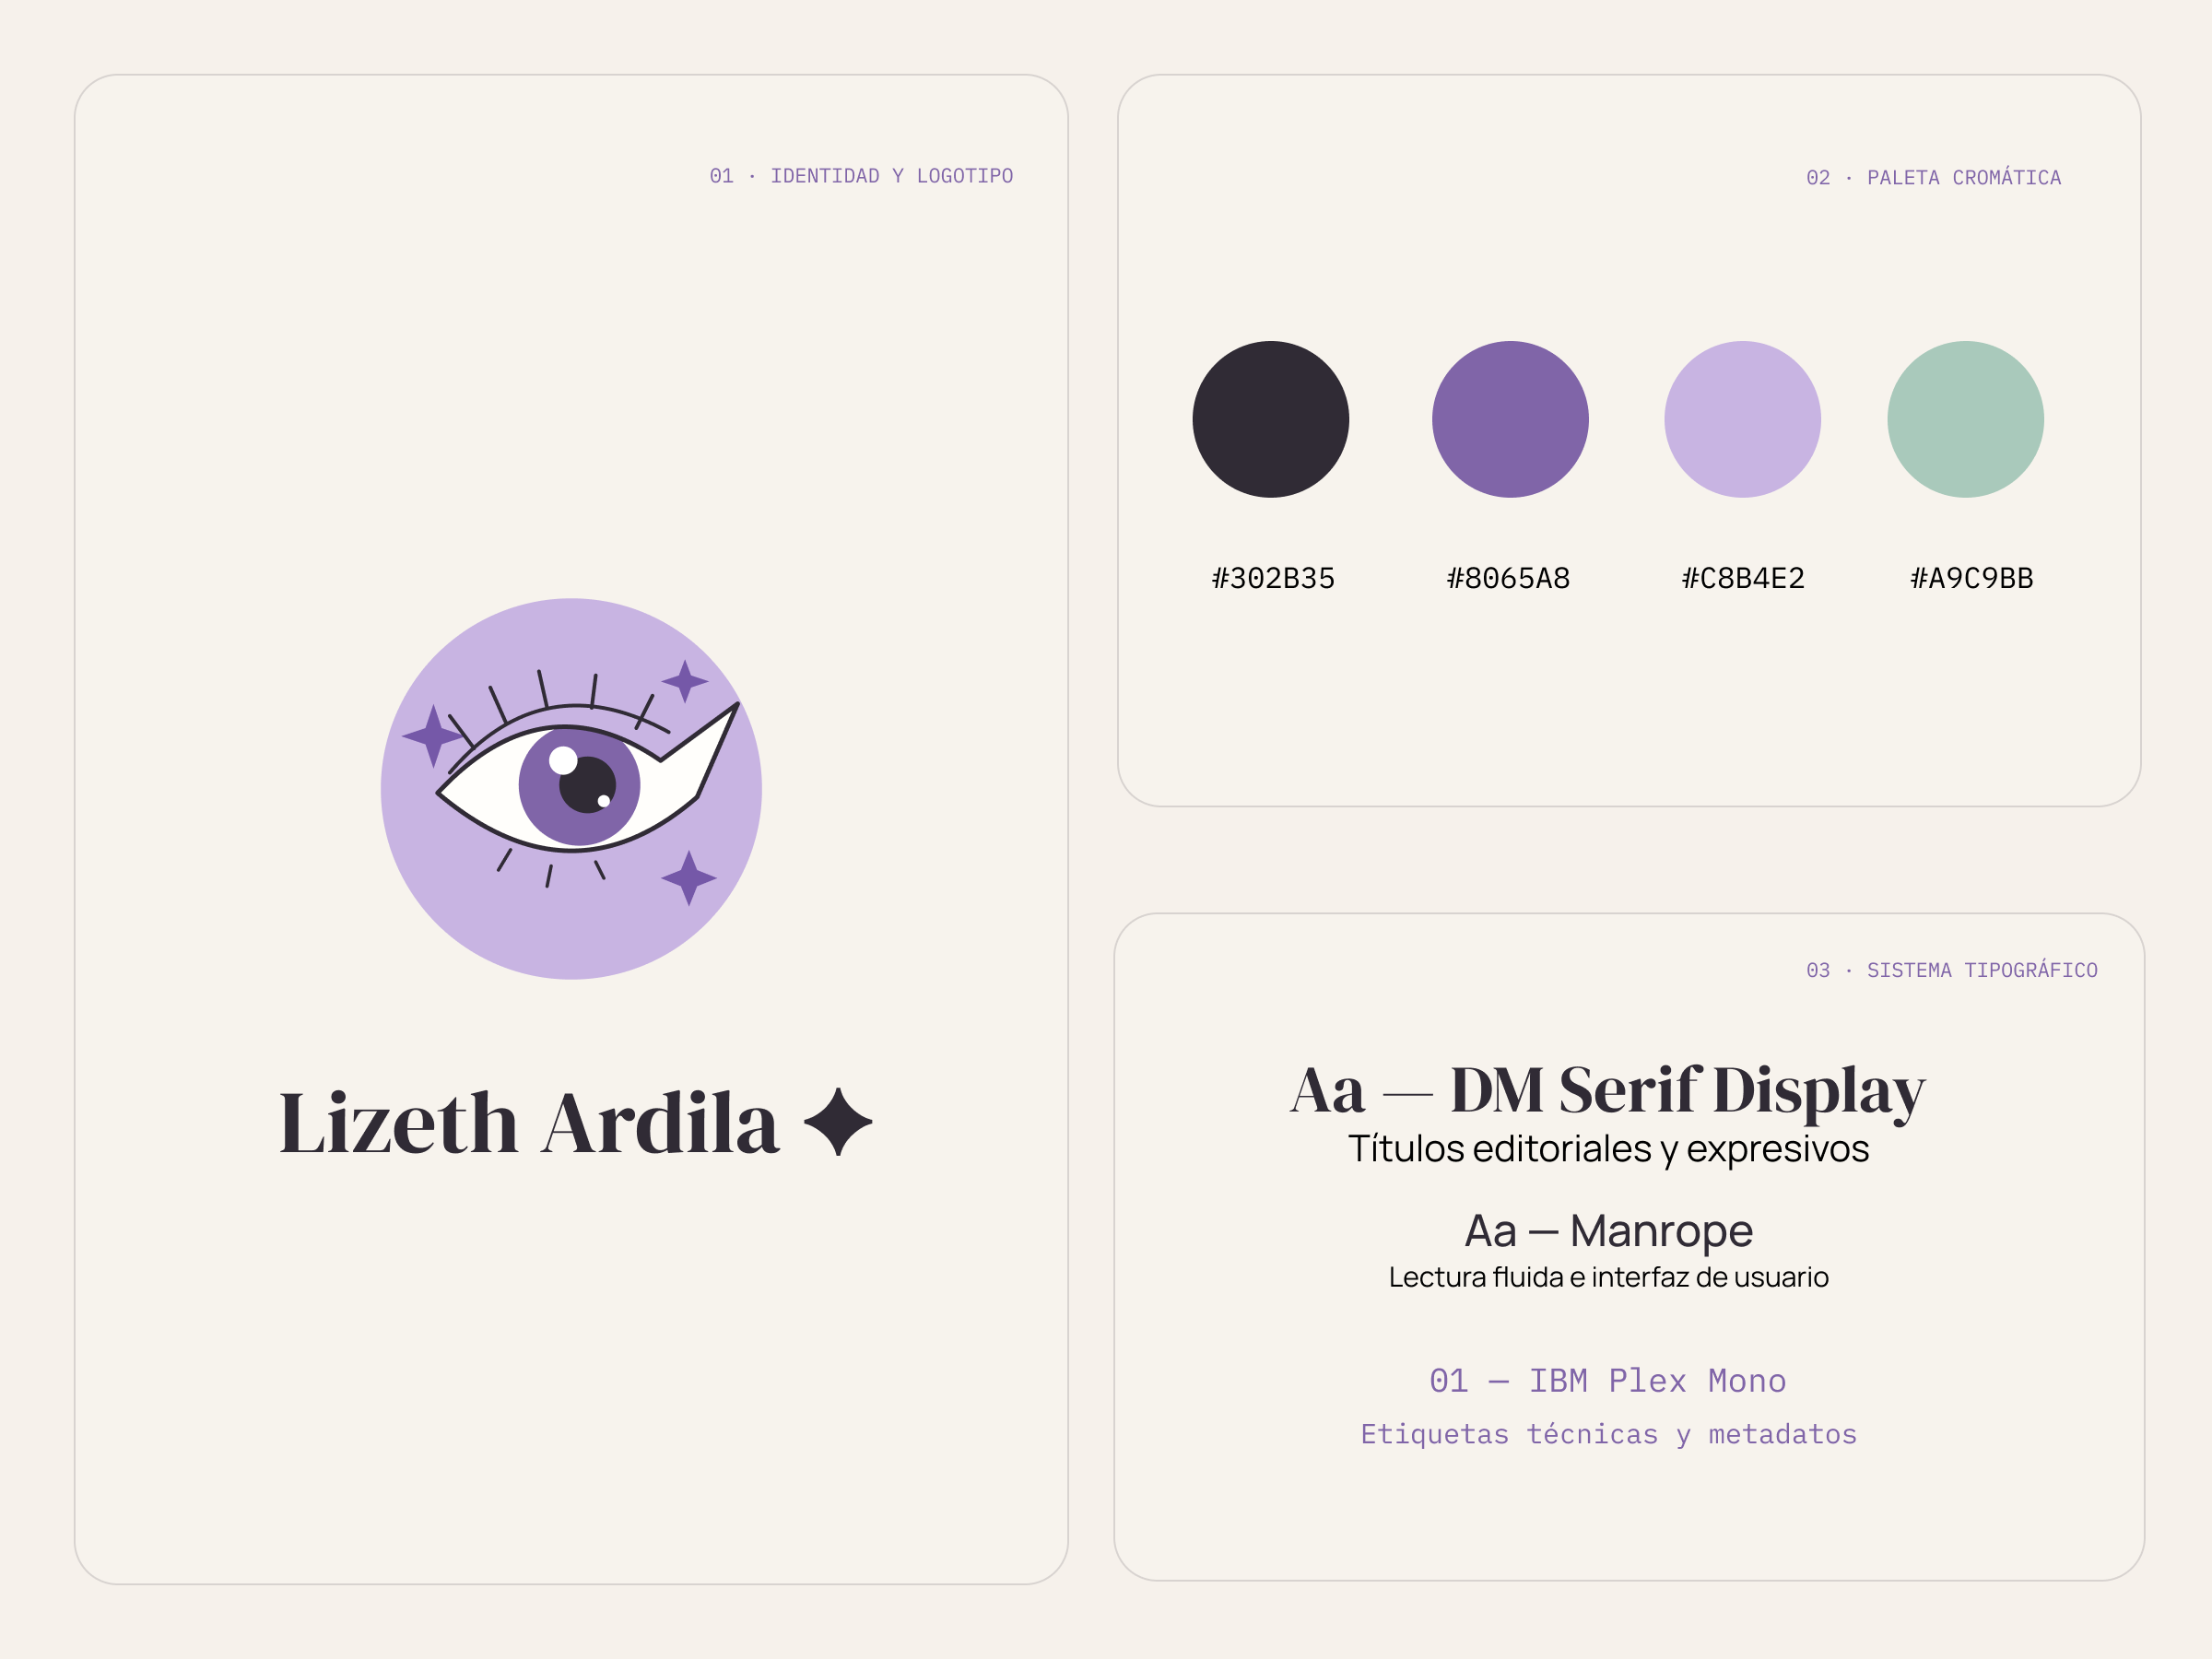 01 · IDENTIDAD Y LOGOTIPO
Lizeth Ardila
02 · PALETA CROMÁTICA
#302B35 #8065A8 #C8B4E2 #A9C9BB
03 · SISTEMA TIPOGRÁFICO
Aa — DM Serif Display
Títulos editoriales y expresivos
Aa — Manrope
Lectura fluida e interfaz de usuario
01 — IBM Plex Mono
Etiquetas técnicas y metadatos